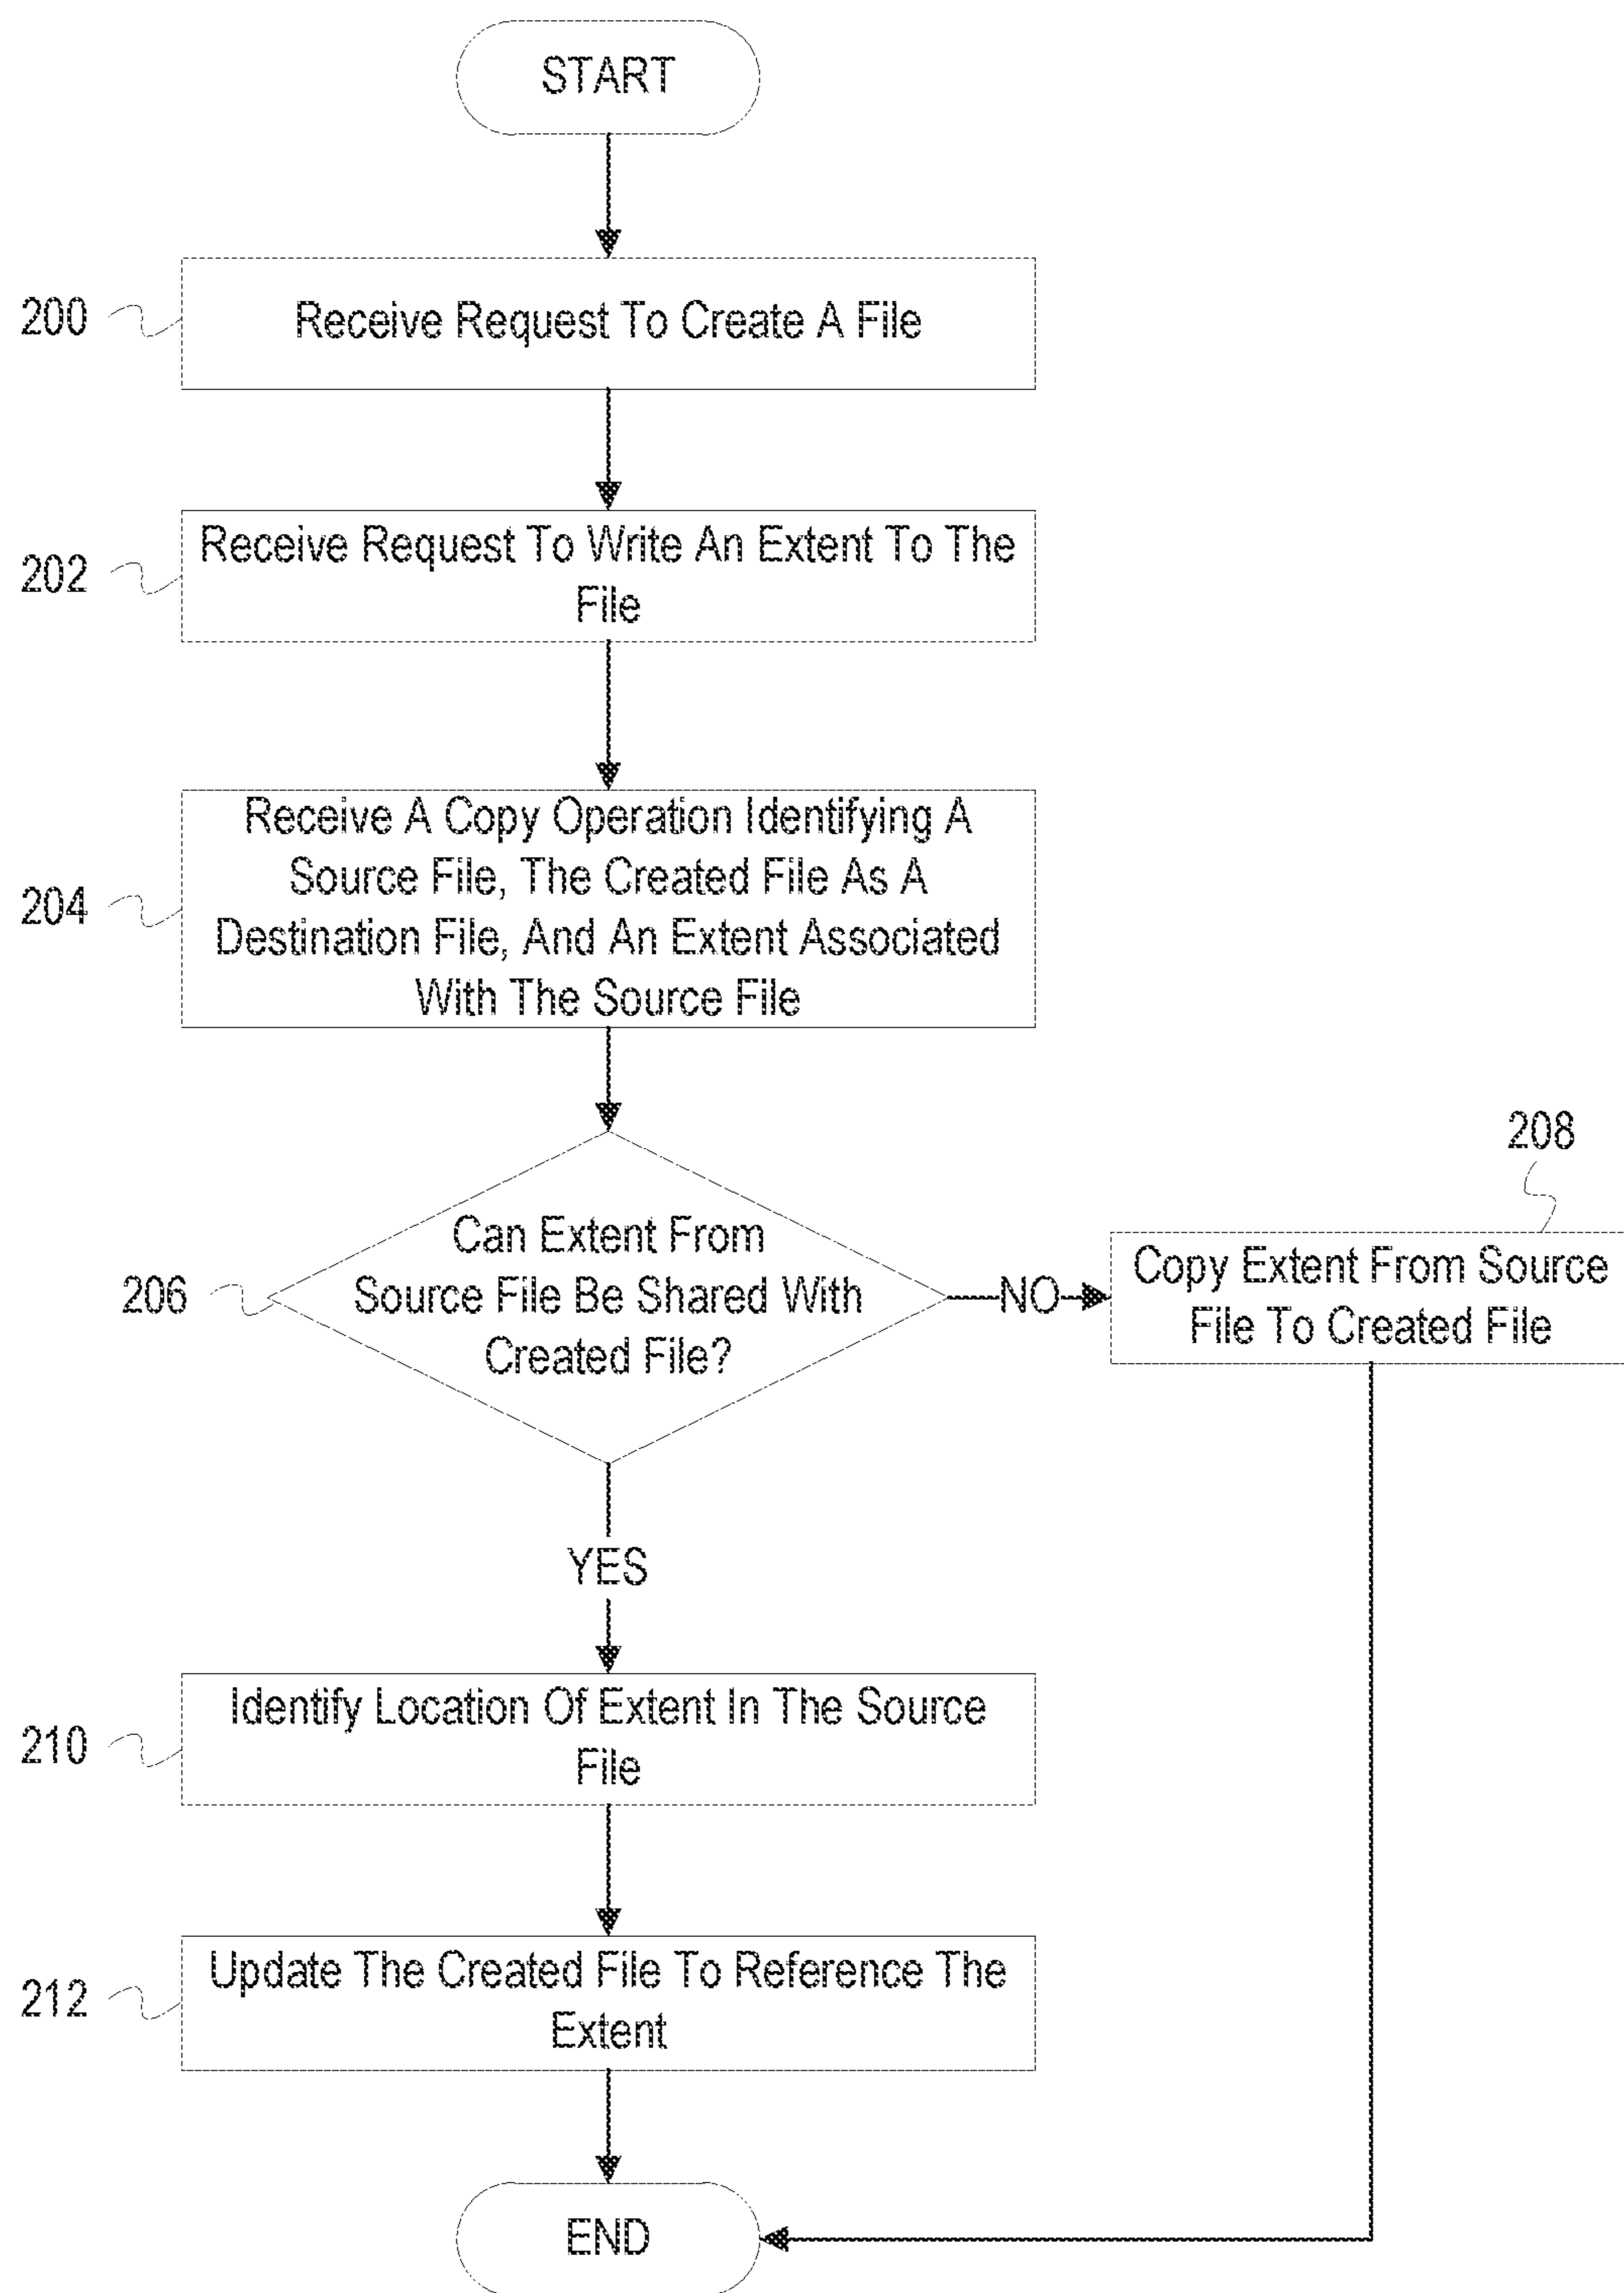 START
200
Receive Request To Create A File
202
Receive Request To Write An Extent To The
File
204
Receive A Copy Operation Identifying A
Source File, The Created File As A
Destination File, And An Extent Associated
With The Source File
206
Can Extent From
Source File Be Shared With
Created File?
NO
208
Copy Extent From Source
File To Created File
YES
210
Identify Location Of Extent In The Source
File
212
Update The Created File To Reference The
Extent
END